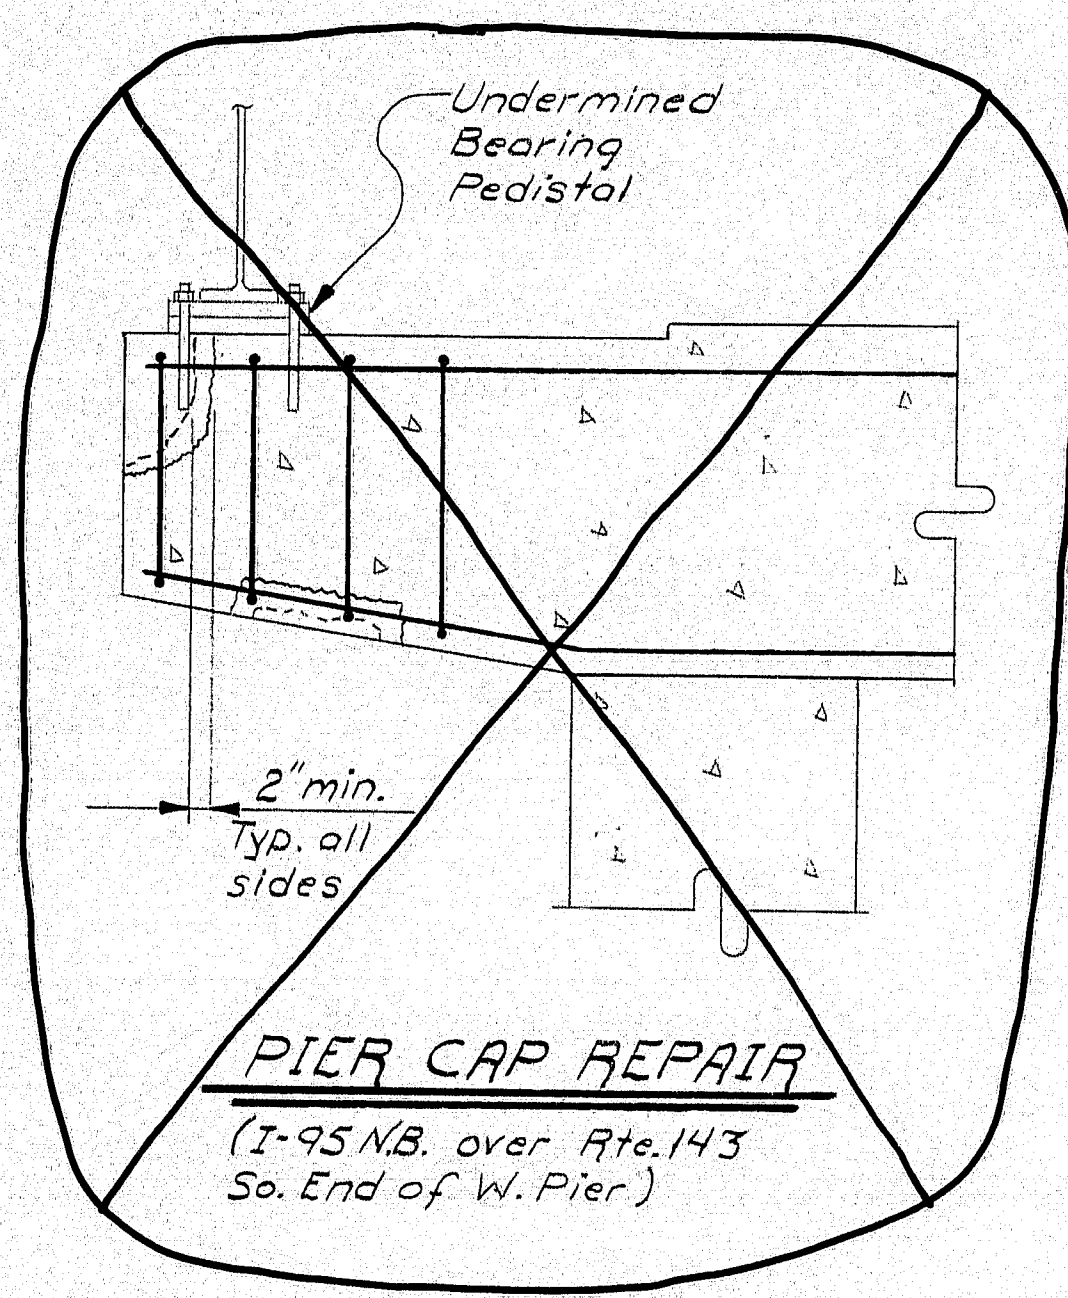 Undermined
Bearing
Pedistal
2" min.
Typ. all
sides
PIER CAP REPAIR
(I-95 N.B. over Rte. 143
So. End of W. Pier)